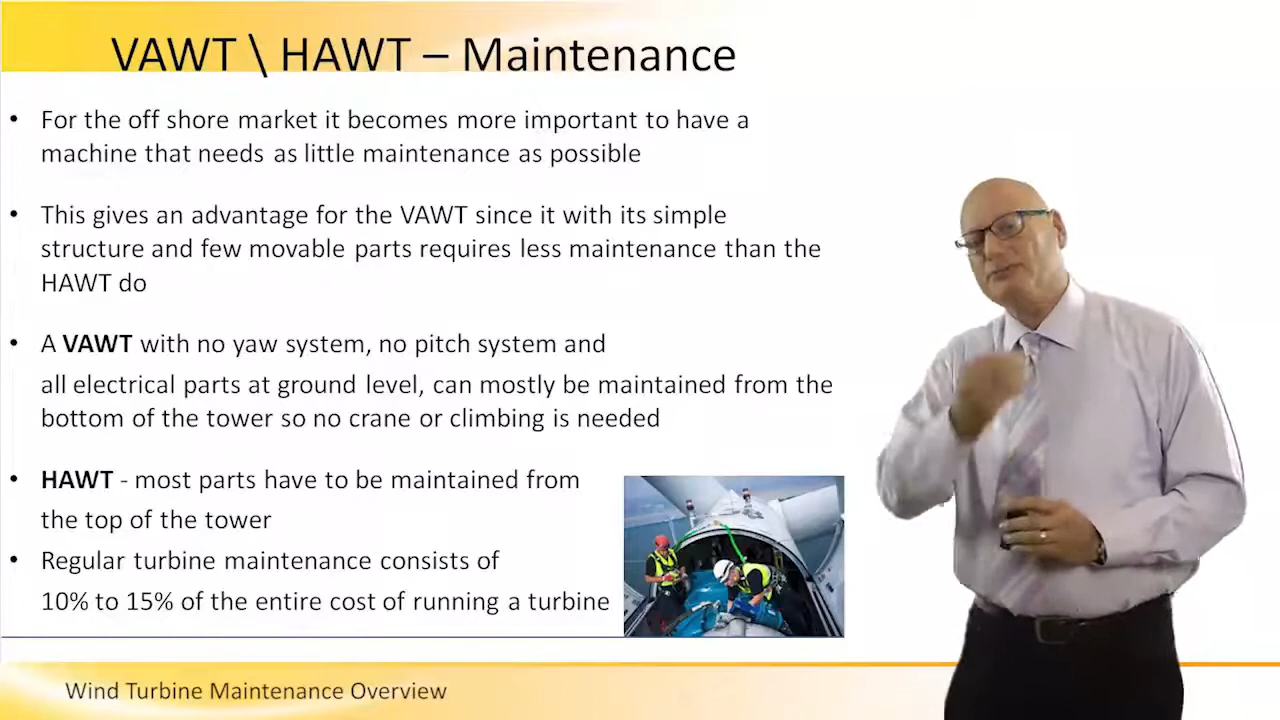 VAWT \ HAWT – Maintenance
• For the off shore market it becomes more important to have a
machine that needs as little maintenance as possible
• This gives an advantage for the VAWT since it with its simple
structure and few movable parts requires less maintenance than the
HAWT do
• A VAWT with no yaw system, no pitch system and
all electrical parts at ground level, can mostly be maintained from the
bottom of the tower so no crane or climbing is needed
• HAWT - most parts have to be maintained from
the top of the tower
• Regular turbine maintenance consists of
10% to 15% of the entire cost of running a turbine
Wind Turbine Maintenance Overview